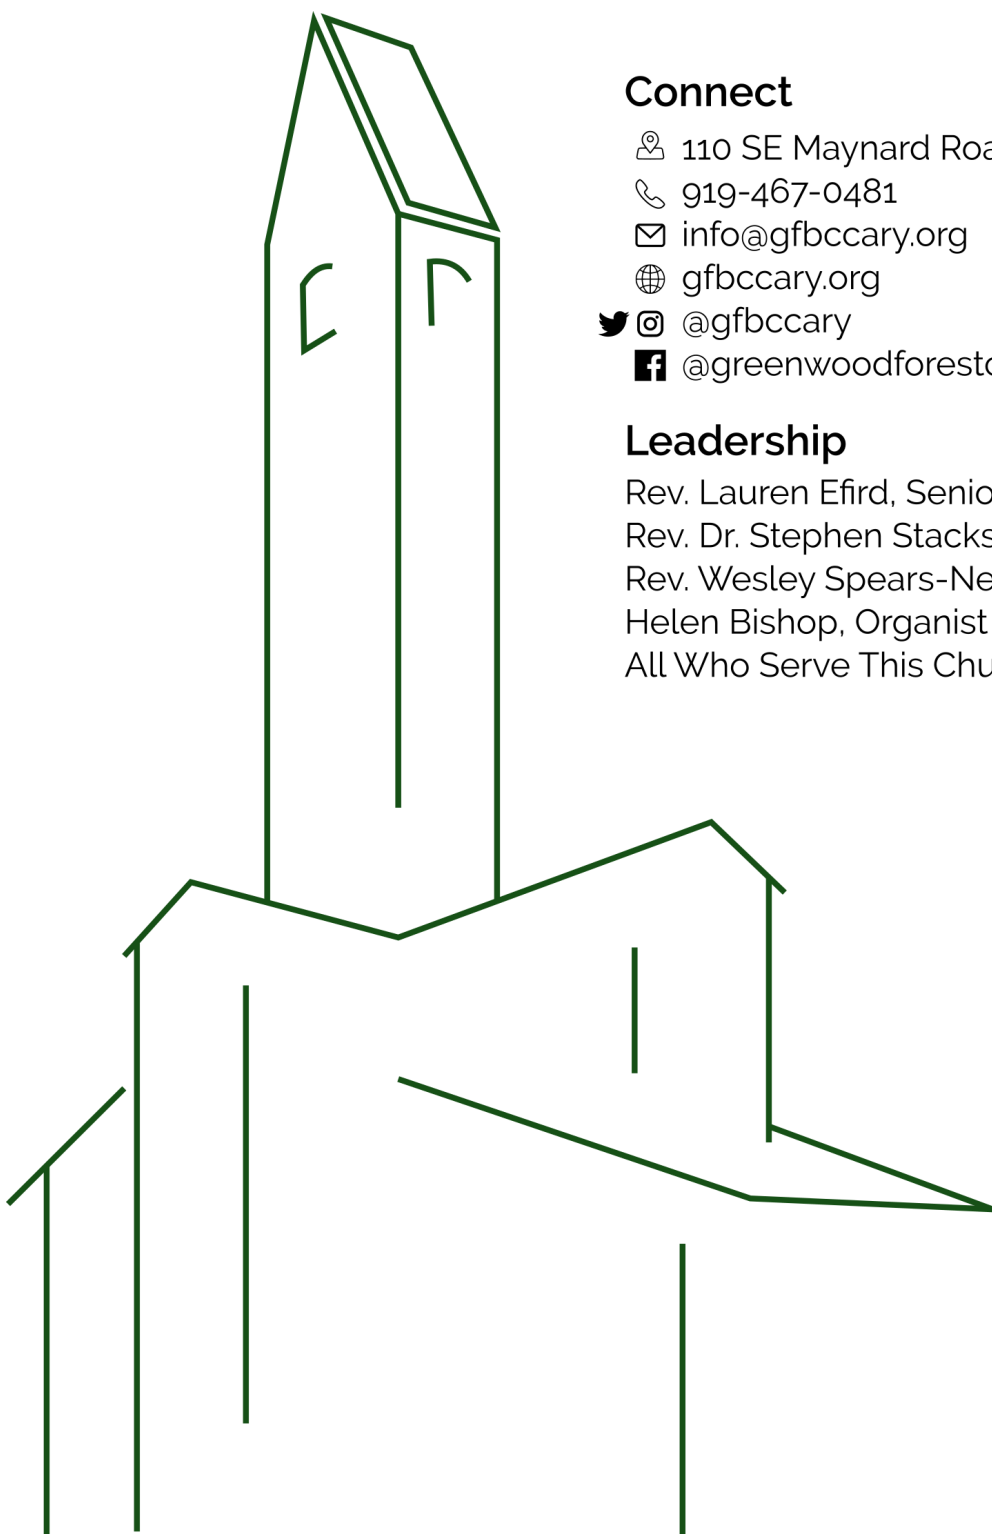 Connect
110 SE Maynard Roa
919-467-0481
info@gfbccary.org
gfbccary.org
@gfbccary
@greenwoodforestc
Leadership
Rev. Lauren Efird, Senio
Rev. Dr. Stephen Stacks
Rev. Wesley Spears-Ne
Helen Bishop, Organist
All Who Serve This Chu